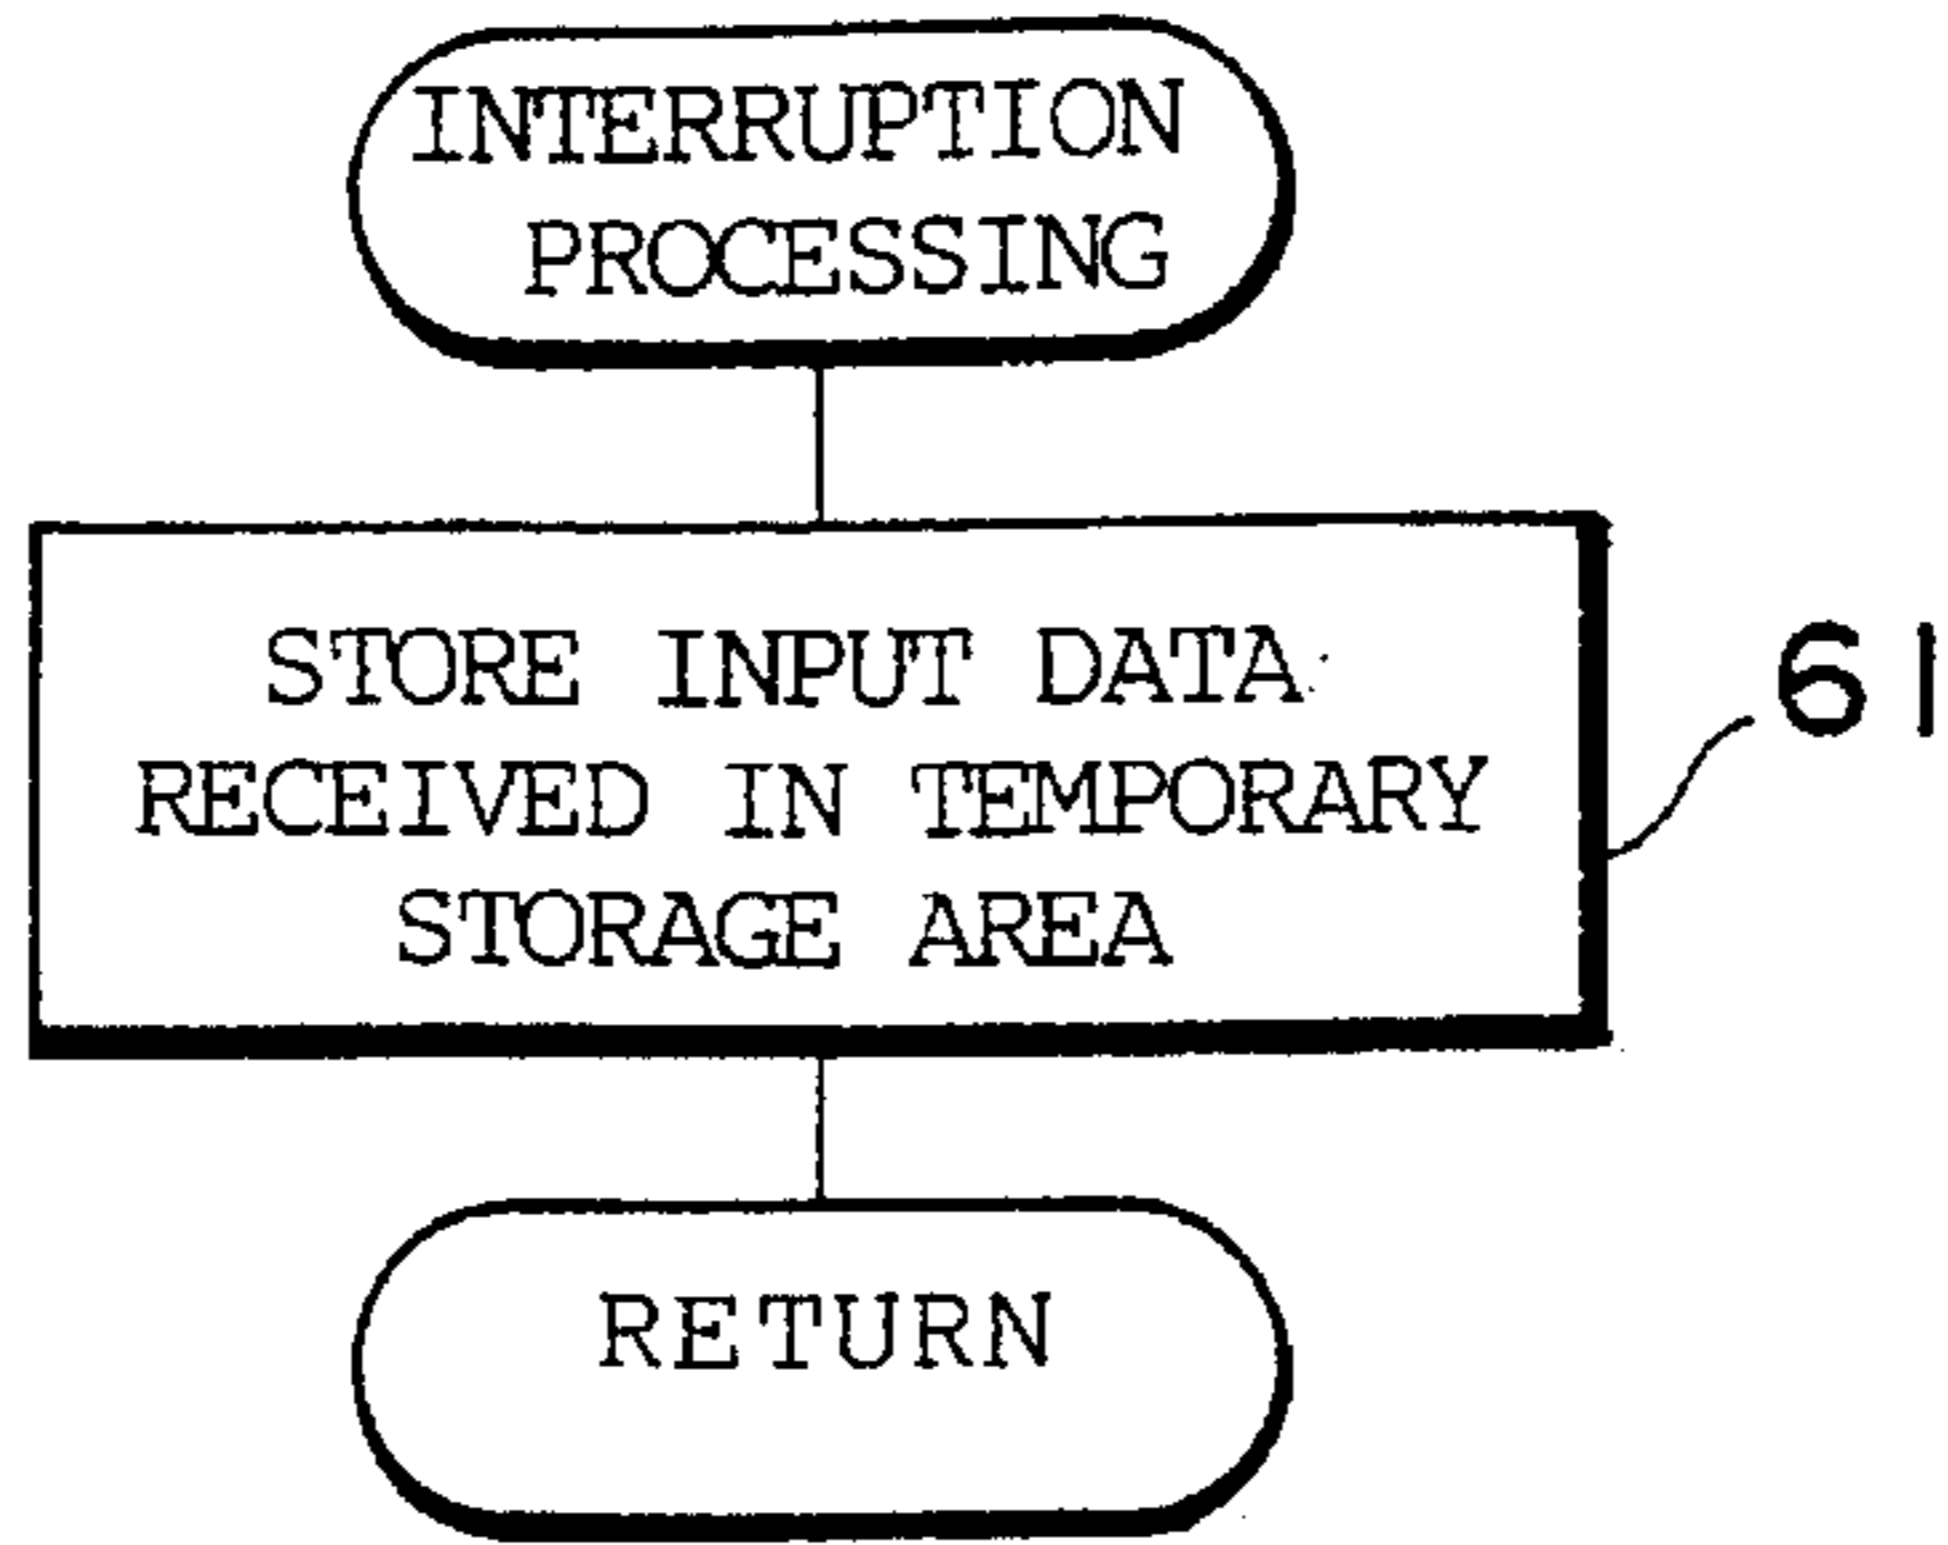 INTERRUPTION
PROCESSING
STORE INPUT DATA
RECEIVED IN TEMPORARY
STORAGE AREA
61
RETURN